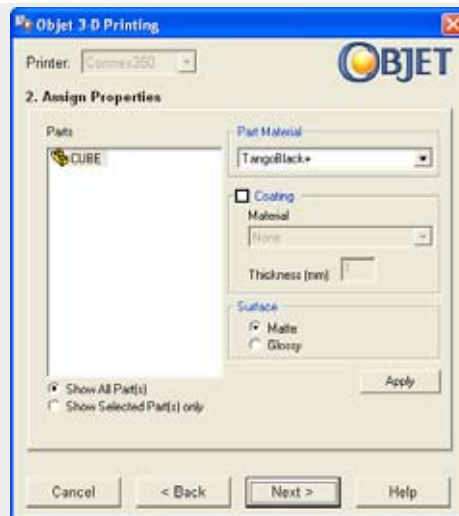 Objet 3-D Printing
Printer: Connex350
OBJET
2. Assign Properties
Parts
CUBE
Show All Part(s)
Show Selected Part(s) only
Part Material
TangoBlack+
Coating
Material
None
Thickness (mm) 1
Surface
Matte
Glossy
Apply
Cancel
< Back
Next >
Help